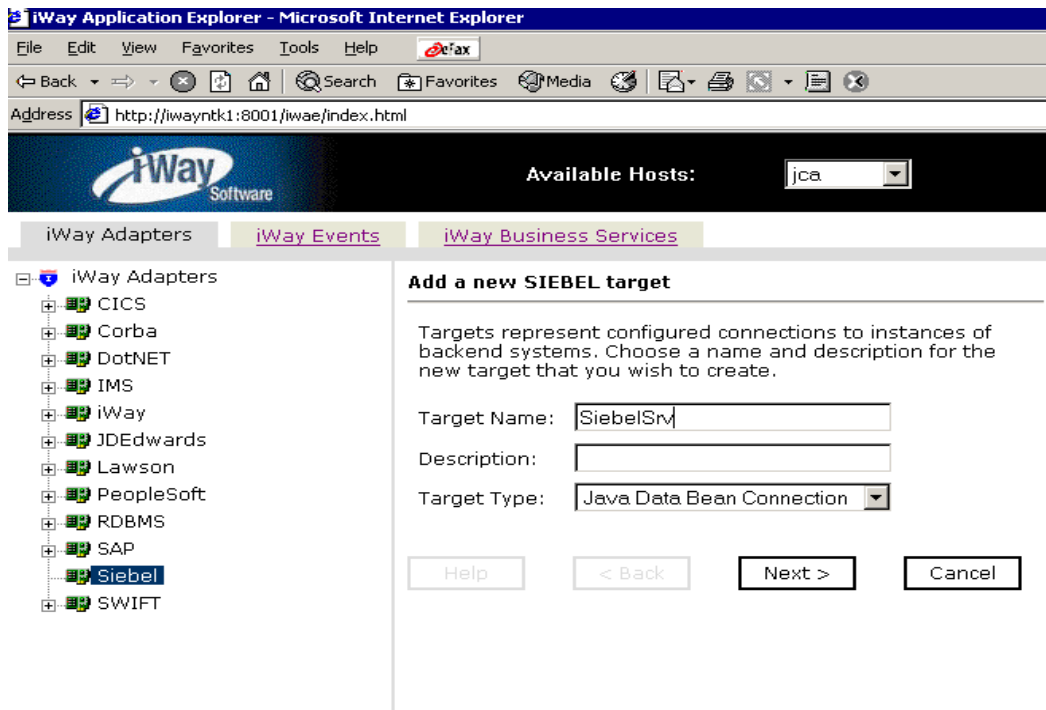 iWay Application Explorer - Microsoft Internet Explorer
File Edit View Favorites Tools Help eFax
Back Search Favorites Media
Address http://iwayntk1:8001/iwae/index.html
iWay Software
Available Hosts: jca
iWay Adapters iWay Events iWay Business Services
iWay Adapters
CICS
Corba
DotNET
IMS
iWay
JDEdwards
Lawson
PeopleSoft
RDBMS
SAP
Siebel
SWIFT
Add a new SIEBEL target
Targets represent configured connections to instances of
backend systems. Choose a name and description for the
new target that you wish to create.
Target Name: SiebelSrv
Description:
Target Type: Java Data Bean Connection
Help < Back Next > Cancel